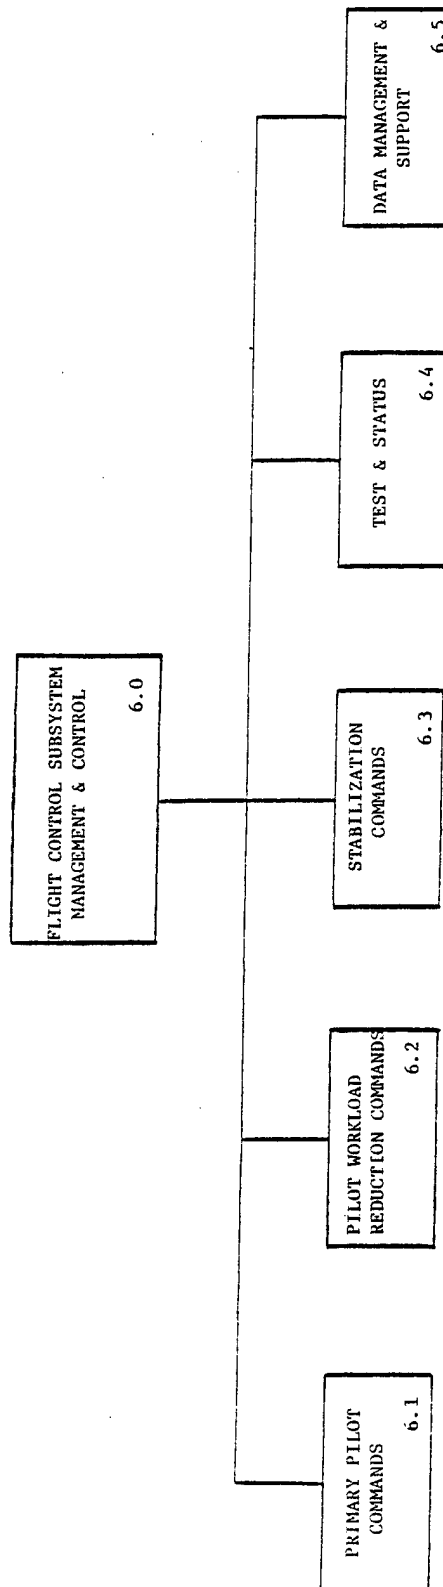 FLIGHT CONTROL SUBSYSTEM
MANAGEMENT & CONTROL
6.0
PRIMARY PILOT
COMMANDS
6.1
PILOT WORKLOAD
REDUCTION COMMANDS
6.2
STABILIZATION
COMMANDS
6.3
TEST & STATUS
6.4
DATA MANAGEMENT &
SUPPORT
6.5